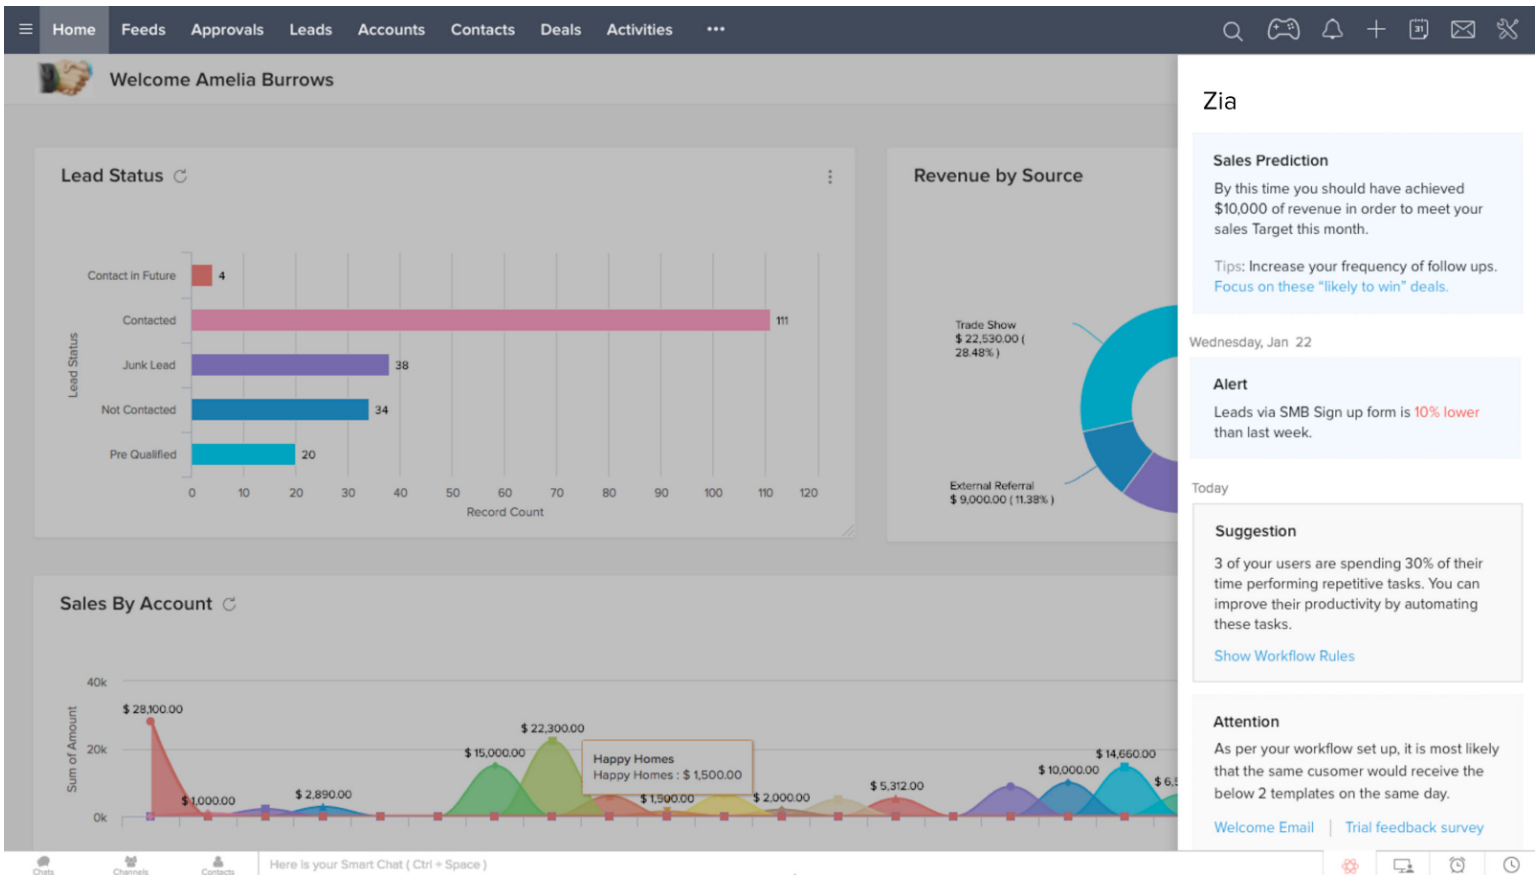 Home Feeds Approvals Leads Accounts Contacts Deals Activities
31
Welcome Amelia Burrows
Lead Status
Contact in Future
4
Contacted
111
Junk Lead
38
Not Contacted
34
Pre Qualified
20
Lead Status
0 10 20 30 40 50 60 70 80 90 100 110 120
Record Count
Revenue by Source
Trade Show
$ 22,530.00 (
28.48% )
External Referral
$ 9,000.00 ( 11.38% )
Sales By Account
Sum of Amount
40k
20k
0k
$ 28,100.00
$ 1,000.00
$ 2,890.00
$ 15,000.00
$ 22,300.00
Happy Homes
Happy Homes : $ 1,500.00
$ 1,500.00
$ 2,000.00
$ 5,312.00
$ 10,000.00
$ 14,660.00
Zia
Sales Prediction
By this time you should have achieved
$10,000 of revenue in order to meet your
sales Target this month.
Tips: Increase your frequency of follow ups.
Focus on these “likely to win” deals.
Wednesday, Jan 22
Alert
Leads via SMB Sign up form is 10% lower
than last week.
Today
Suggestion
3 of your users are spending 30% of their
time performing repetitive tasks. You can
improve their productivity by automating
these tasks.
Show Workflow Rules
Attention
As per your workflow set up, it is most likely
that the same cusomer would receive the
below 2 templates on the same day.
Welcome Email Trial feedback survey
Chats Channels Contacts Here is your Smart Chat ( Ctrl + Space )